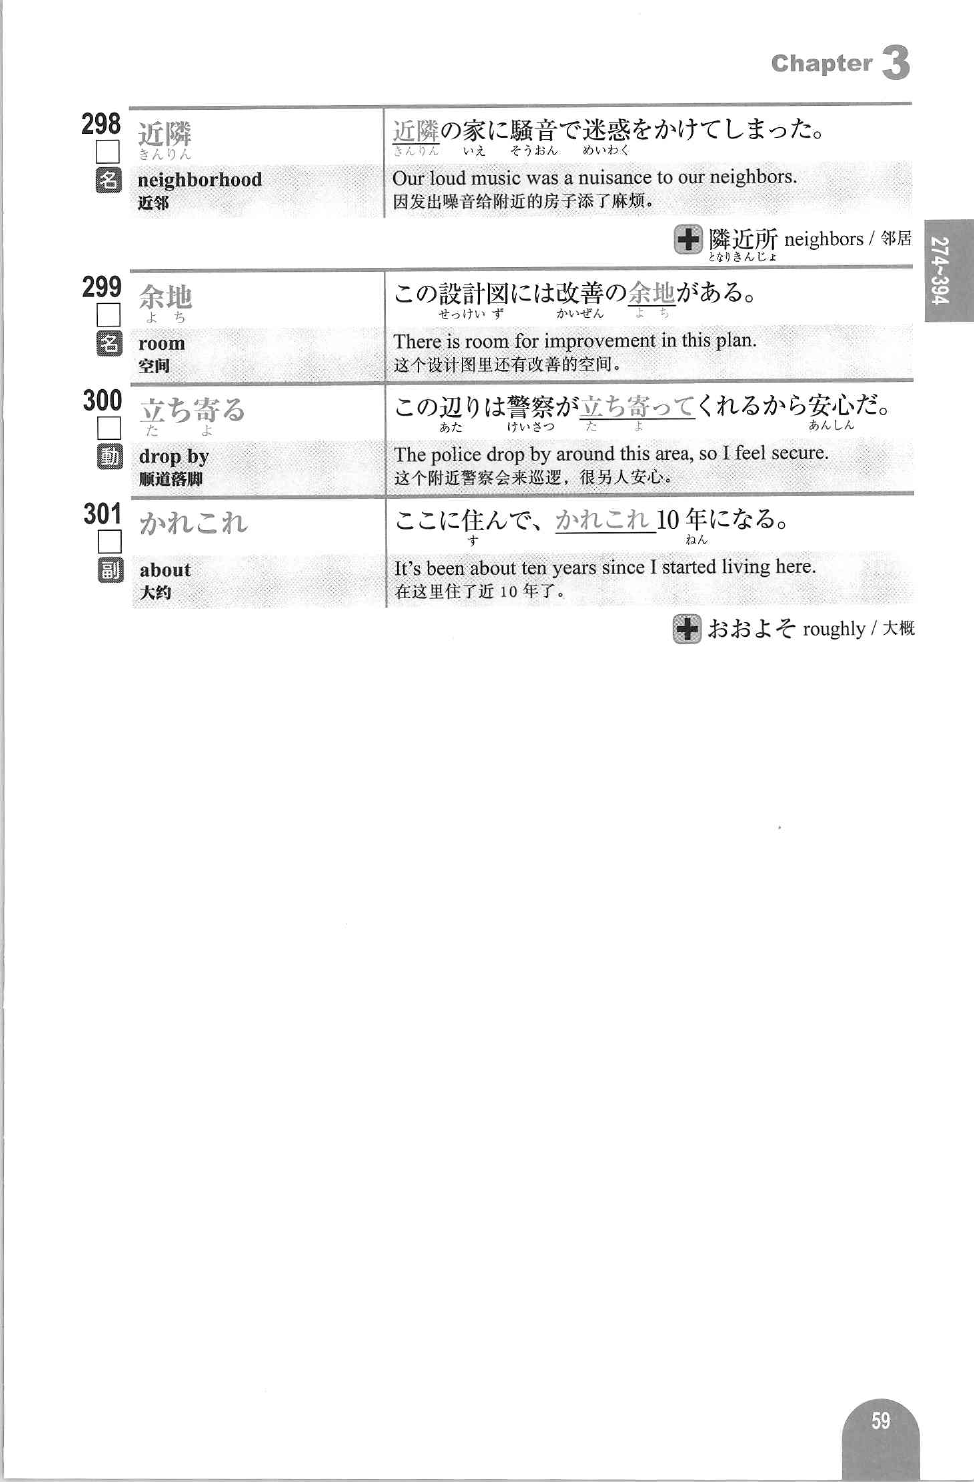 Chapter 3
298
近隣
きんりん
名
neighborhood
近邻
近隣の家に騒音で迷惑をかけてしまった。
きんりん いえ そうおん めいわく
Our loud music was a nuisance to our neighbors.
因发出噪音给附近的房子添了麻烦。
隣近所 neighbors / 邻居
となりきんじょ
274~394
299
余地
よ ち
名
room
空间
この設計図には改善の余地がある。
せっけい ず かいぜん よ ち
There is room for improvement in this plan.
这个设计图里还有改善的空间。
300
立ち寄る
た よ
動
drop by
顺道落脚
この辺りは警察が立ち寄ってくれるから安心だ。
あた けいさつ た よ あんしん
The police drop by around this area, so I feel secure.
这个附近警察会来巡逻，很另人安心。
301
かれこれ
副
about
大约
ここに住んで、かれこれ 10 年になる。
す ねん
It's been about ten years since I started living here.
在这里住了近 10 年了。
おおよそ roughly / 大概
59